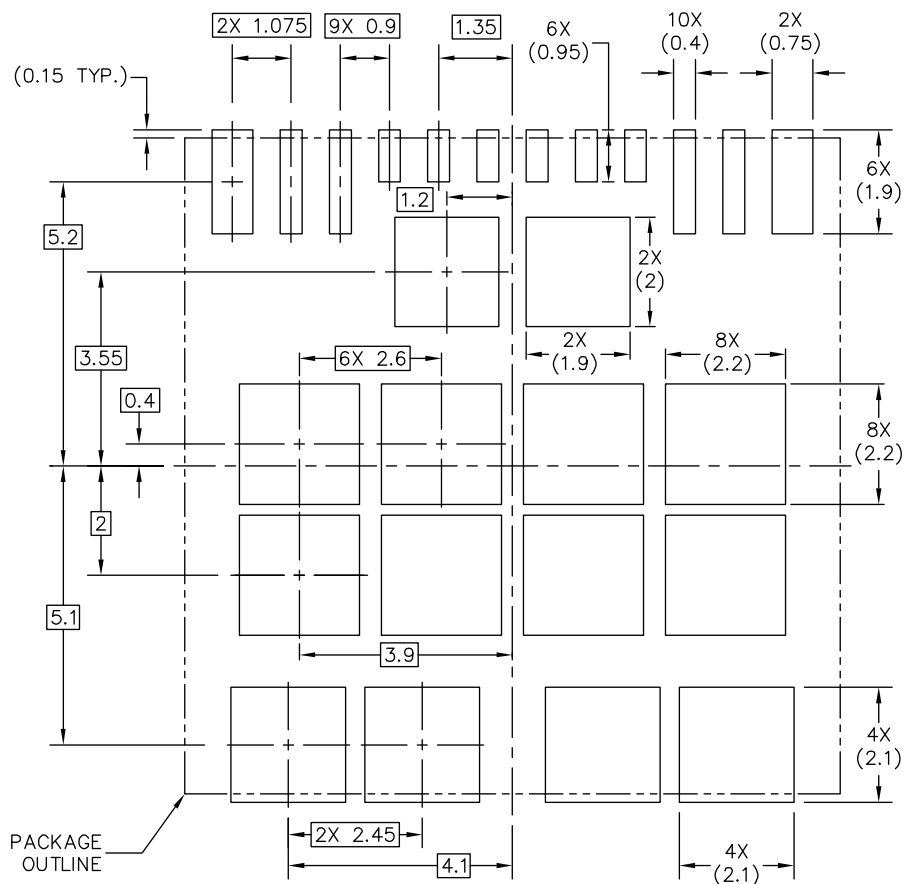 2X 1.075
9X 0.9
1.35
6X
(0.95)
10X
(0.4)
2X
(0.75)
(0.15 TYP.)
6X
(1.9)
1.2
5.2
2X
(2)
3.55
6X 2.6
2X
(1.9)
8X
(2.2)
0.4
8X
(2.2)
2
5.1
3.9
4X
(2.1)
PACKAGE
OUTLINE
2X 2.45
4.1
4X
(2.1)